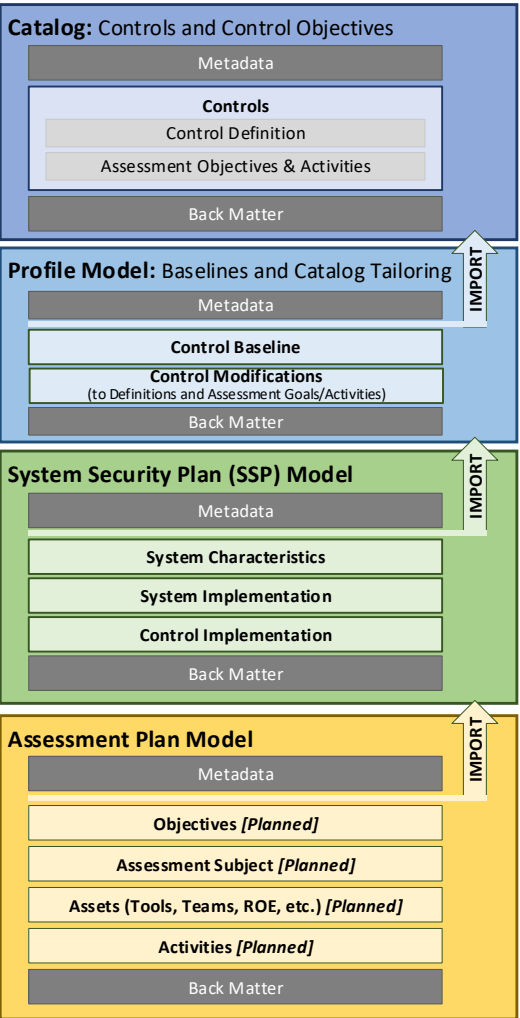 Catalog: Controls and Control Objectives
Metadata
Controls
Control Definition
Assessment Objectives & Activities
Back Matter
IMPORT
Profile Model: Baselines and Catalog Tailoring
Metadata
Control Baseline
Control Modifications
(to Definitions and Assessment Goals/Activities)
Back Matter
IMPORT
System Security Plan (SSP) Model
Metadata
System Characteristics
System Implementation
Control Implementation
Back Matter
IMPORT
Assessment Plan Model
Metadata
Objectives [Planned]
Assessment Subject [Planned]
Assets (Tools, Teams, ROE, etc.) [Planned]
Activities [Planned]
Back Matter